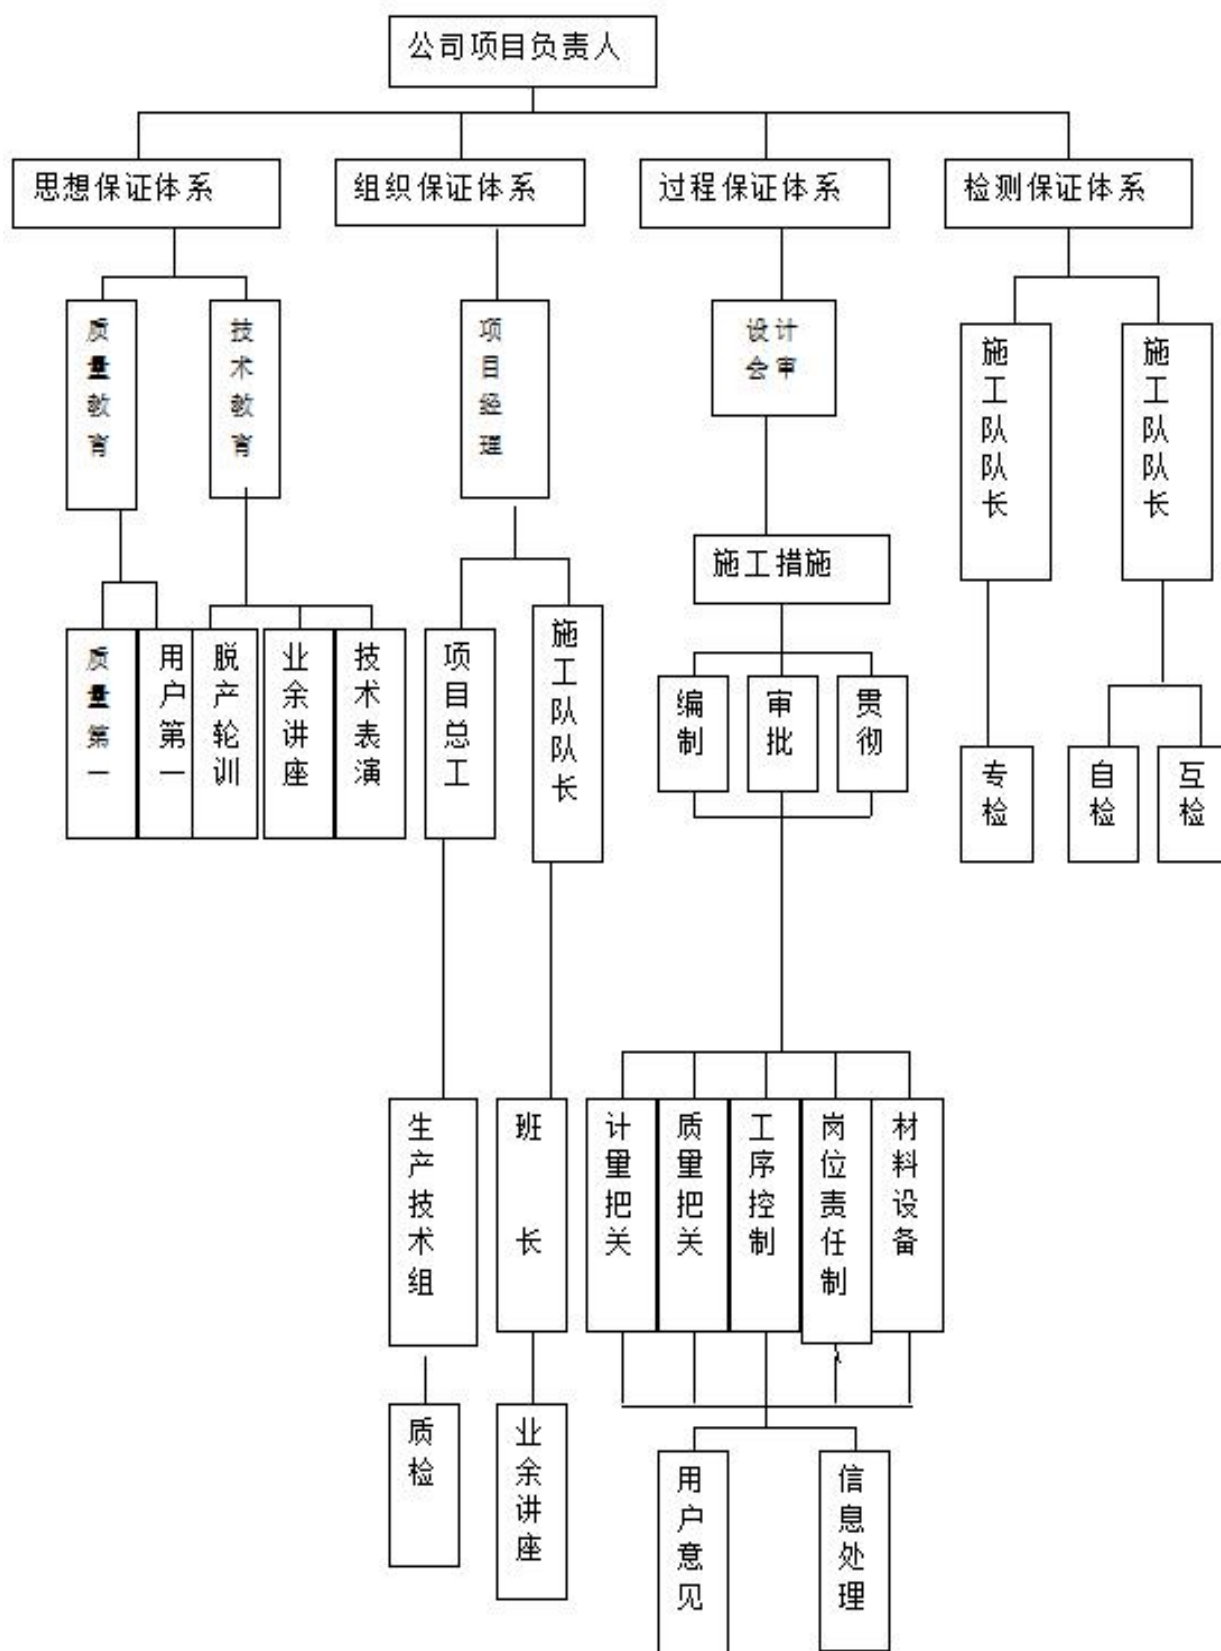 公司项目负责人
思想保证体系
组织保证体系
过程保证体系
检测保证体系
质量教育
技术教育
项目经理
设计
会审
施工队队长
施工队队长
施工措施
质量第一
用户第一
脱产轮训
业余讲座
技术表演
项目总工
施工队队长
编制
审批
贯彻
专检
自检
互检
生产技术组
班长
计量把关
质量把关
工序控制
岗位责任制
材料设备
质检
业余讲座
用户意见
信息处理